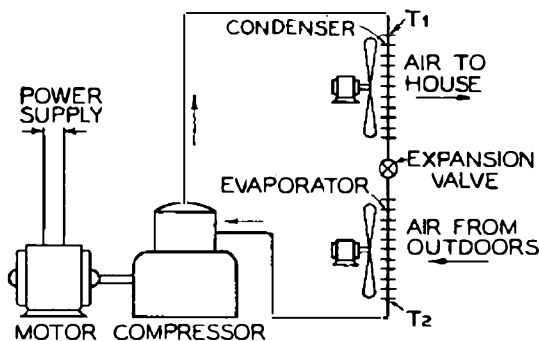 CONDENSER
T1
AIR TO
HOUSE
POWER
SUPPLY
EXPANSION
VALVE
EVAPORATOR
AIR FROM
OUTDOORS
T2
MOTOR
COMPRESSOR